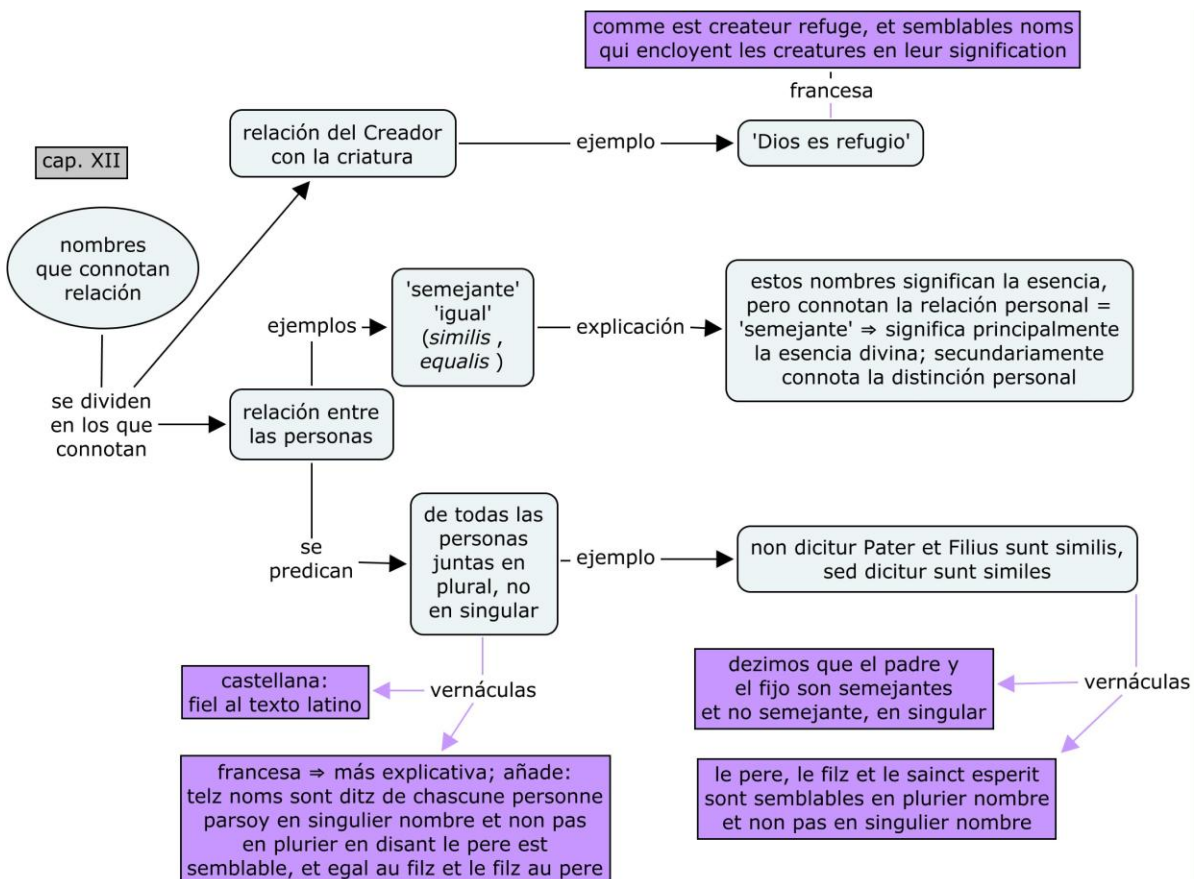 comme est createur refuge, et semblables noms
qui encloyent les creatures en leur signification
francesa
relación del Creador
con la criatura
ejemplo
'Dios es refugio'
cap. XII
nombres
que connotan
relación
se dividen
en los que
connotan
relación entre
las personas
ejemplos
'semejante'
'igual'
(similis ,
equalis )
explicación
estos nombres significan la esencia,
pero connotan la relación personal =
'semejante' ⇒ significa principalmente
la esencia divina; secundariamente
connota la distinción personal
se
predican
de todas las
personas
juntas en
plural, no
en singular
ejemplo
non dicitur Pater et Filius sunt similis,
sed dicitur sunt similes
castellana:
fiel al texto latino
vernáculas
francesa ⇒ más explicativa; añade:
telz noms sont ditz de chascune personne
parsoy en singulier nombre et non pas
en plurier en disant le pere est
semblable, et egal au filz et le filz au pere
dezimos que el padre y
el fijo son semejantes
et no semejante, en singular
vernáculas
le pere, le filz et le sainct esperit
sont semblables en plurier nombre
et non pas en singulier nombre